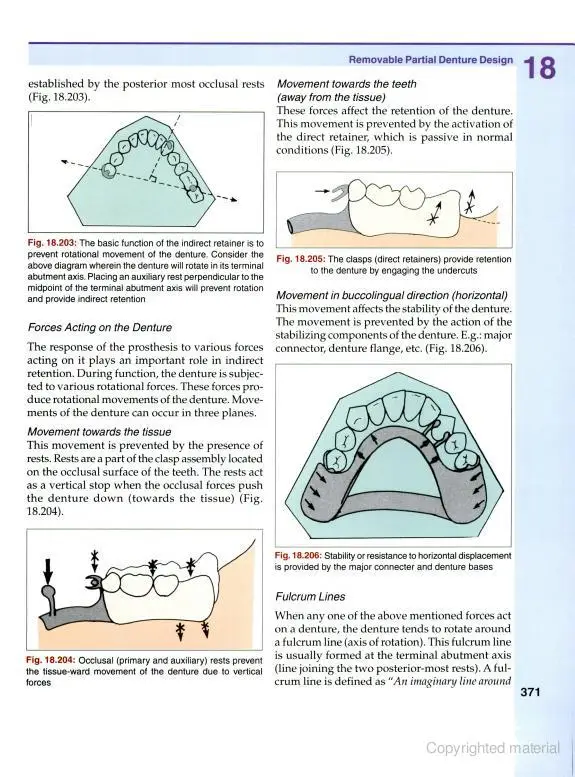 Removable Partial Denture Design
18
established by the posterior most occlusal rests
(Fig. 18.203).
Fig. 18.203: The basic function of the indirect retainer is to
prevent rotational movement of the denture. Consider the
above diagram wherein the denture will rotate in its terminal
abutment axis. Placing an auxiliary rest perpendicular to the
midpoint of the terminal abutment axis will prevent rotation
and provide indirect retention
Forces Acting on the Denture
The response of the prosthesis to various forces
acting on it plays an important role in indirect
retention. During function, the denture is subjec-
ted to various rotational forces. These forces pro-
duce rotational movements of the denture. Move-
ments of the denture can occur in three planes.
Movement towards the tissue
This movement is prevented by the presence of
rests. Rests are a part of the clasp assembly located
on the occlusal surface of the teeth. The rests act
as a vertical stop when the occlusal forces push
the denture down (towards the tissue) (Fig.
18.204).
Fig. 18.204: Occlusal (primary and auxiliary) rests prevent
the tissue-ward movement of the denture due to vertical
forces
Movement towards the teeth
(away from the tissue)
These forces affect the retention of the denture.
This movement is prevented by the activation of
the direct retainer, which is passive in normal
conditions (Fig. 18.205).
Fig. 18.205: The clasps (direct retainers) provide retention
to the denture by engaging the undercuts
Movement in buccolingual direction (horizontal)
This movement affects the stability of the denture.
The movement is prevented by the action of the
stabilizing components of the denture. E.g.: major
connector, denture flange, etc. (Fig. 18.206).
Fig. 18.206: Stability or resistance to horizontal displacement
is provided by the major connecter and denture bases
Fulcrum Lines
When any one of the above mentioned forces act
on a denture, the denture tends to rotate around
a fulcrum line (axis of rotation). This fulcrum line
is usually formed at the terminal abutment axis
(line joining the two posterior-most rests). A ful-
crum line is defined as "An imaginary line around
371
Copyrighted material